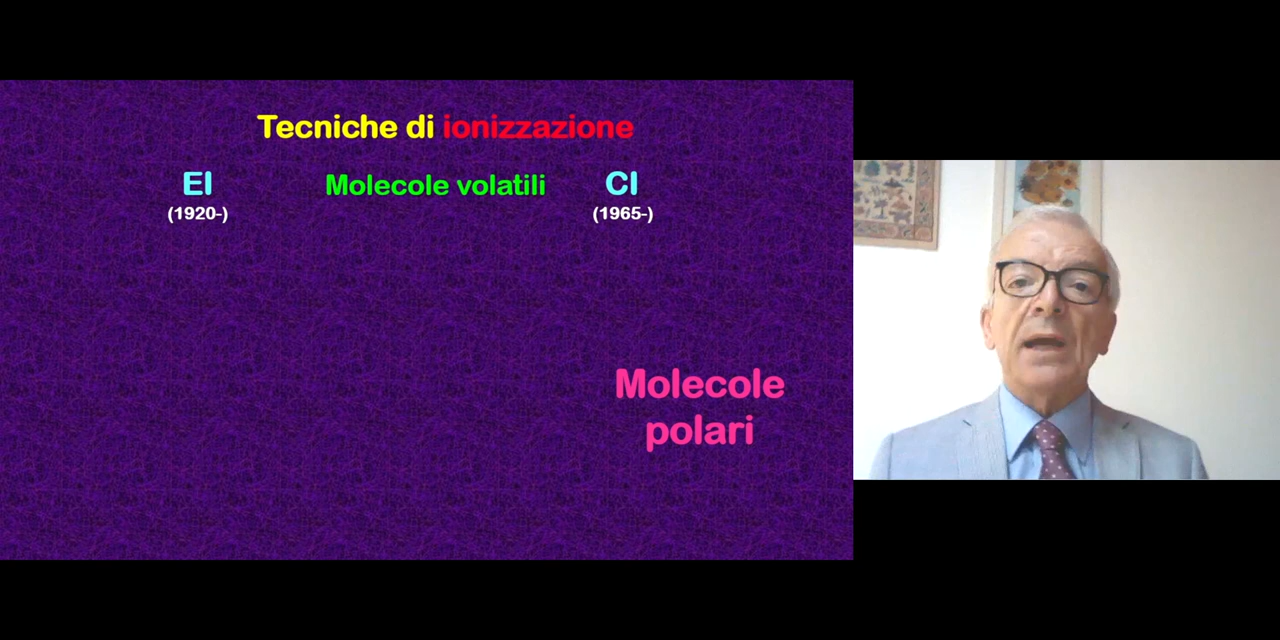 Tecniche di ionizzazione
EI Molecole volatili CI
(1920-) (1965-)
Molecole
polari